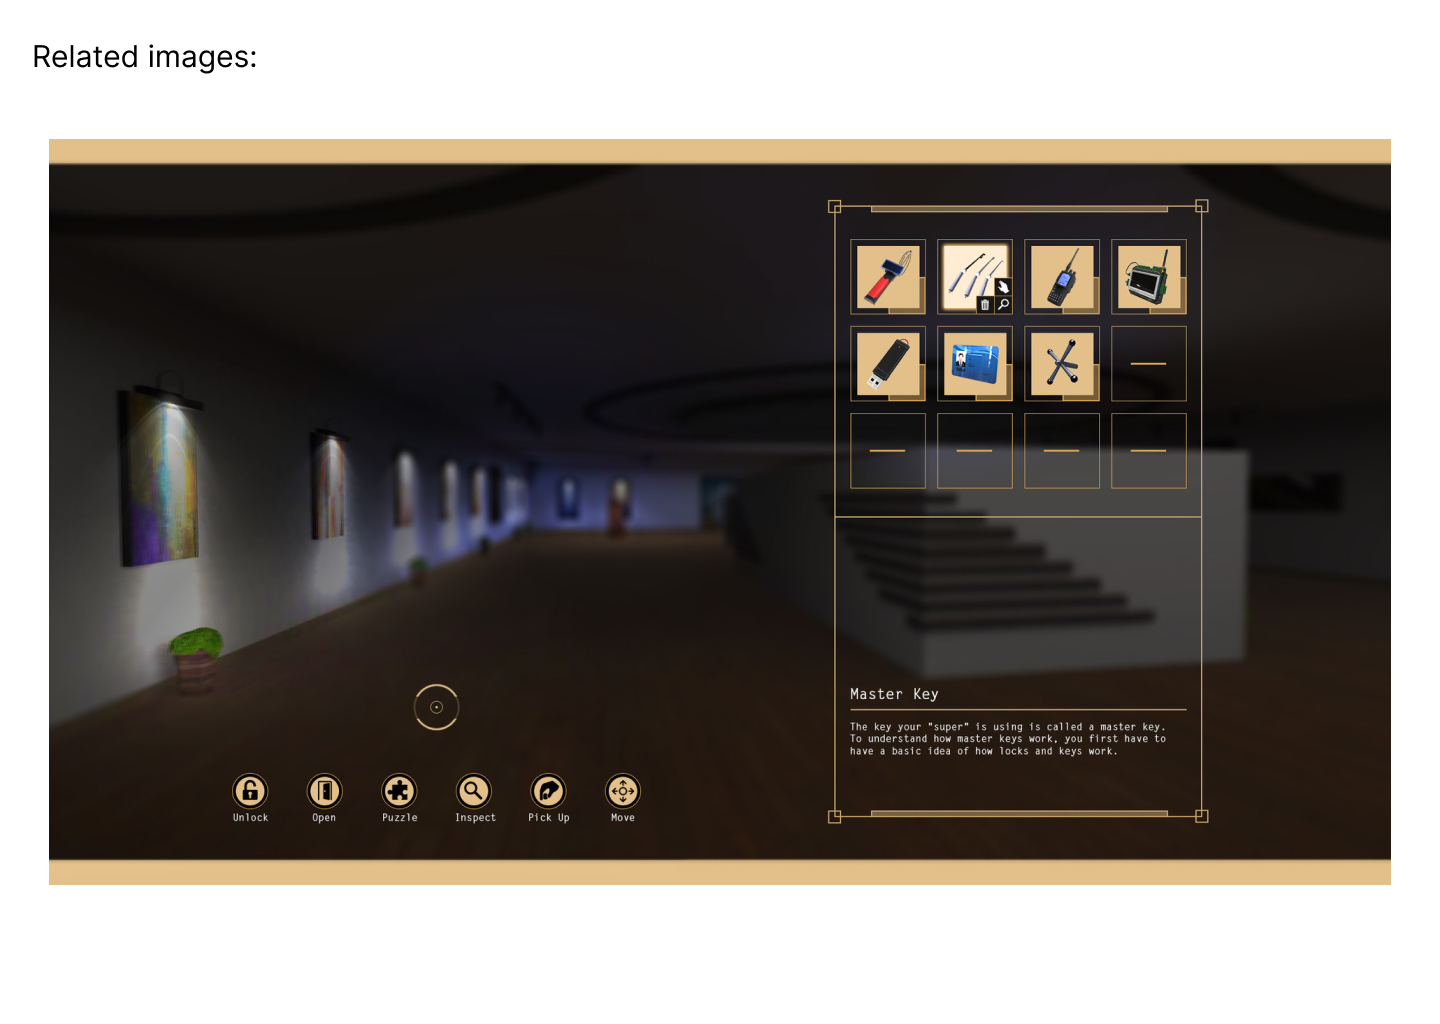 Related images:
Master Key
The key your "super" is using is called a master key.
To understand how master keys work, you first have to
have a basic idea of how locks and keys work.
Unlock
Open
Puzzle
Inspect
Pick Up
Move